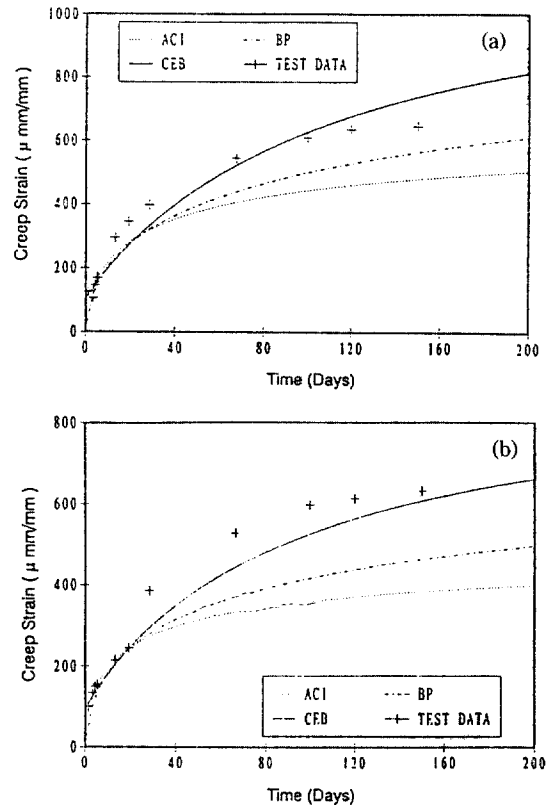 1000
800
600
400
200
0
Creep Strain ( μ mm/mm)
ACI
BP
CEB
TEST DATA
(a)
0
40
80
120
160
200
Time (Days)
800
600
400
200
0
Creep Strain ( μ mm/mm)
(b)
ACI
BP
CEB
TEST DATA
0
40
80
120
160
200
Time (Days)